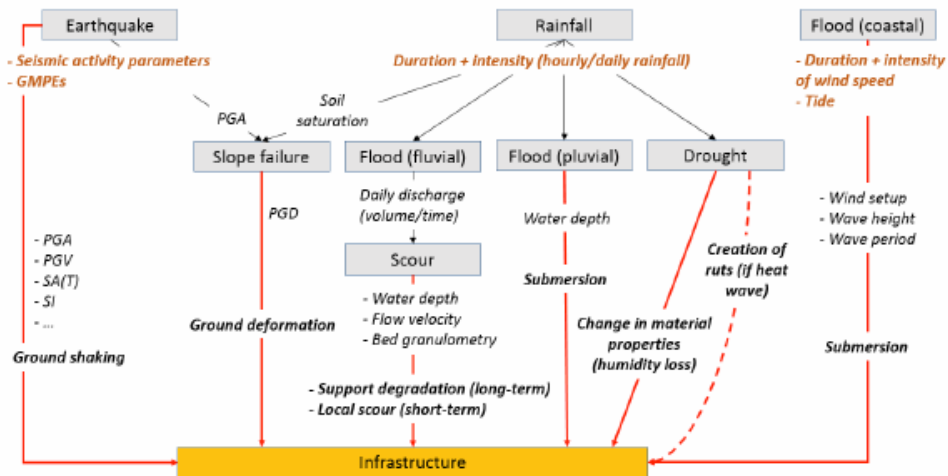 Earthquake
Rainfall
Flood (coastal)
- Seismic activity parameters
- GMPEs
Duration + intensity (hourly/daily rainfall)
- Duration + intensity
of wind speed
- Tide
PGA
Soil
saturation
Slope failure
Flood (fluvial)
Flood (pluvial)
Drought
PGD
Daily discharge
(volume/time)
Water depth
- Wind setup
- Wave height
- Wave period
- PGA
- PGV
- SA(T)
- SI
- ...
Scour
Creation of
ruts (if heat
wave)
Submersion
- Water depth
- Flow velocity
- Bed granulometry
Ground deformation
Change in material
properties
(humidity loss)
Ground shaking
Submersion
- Support degradation (long-term)
- Local scour (short-term)
Infrastructure